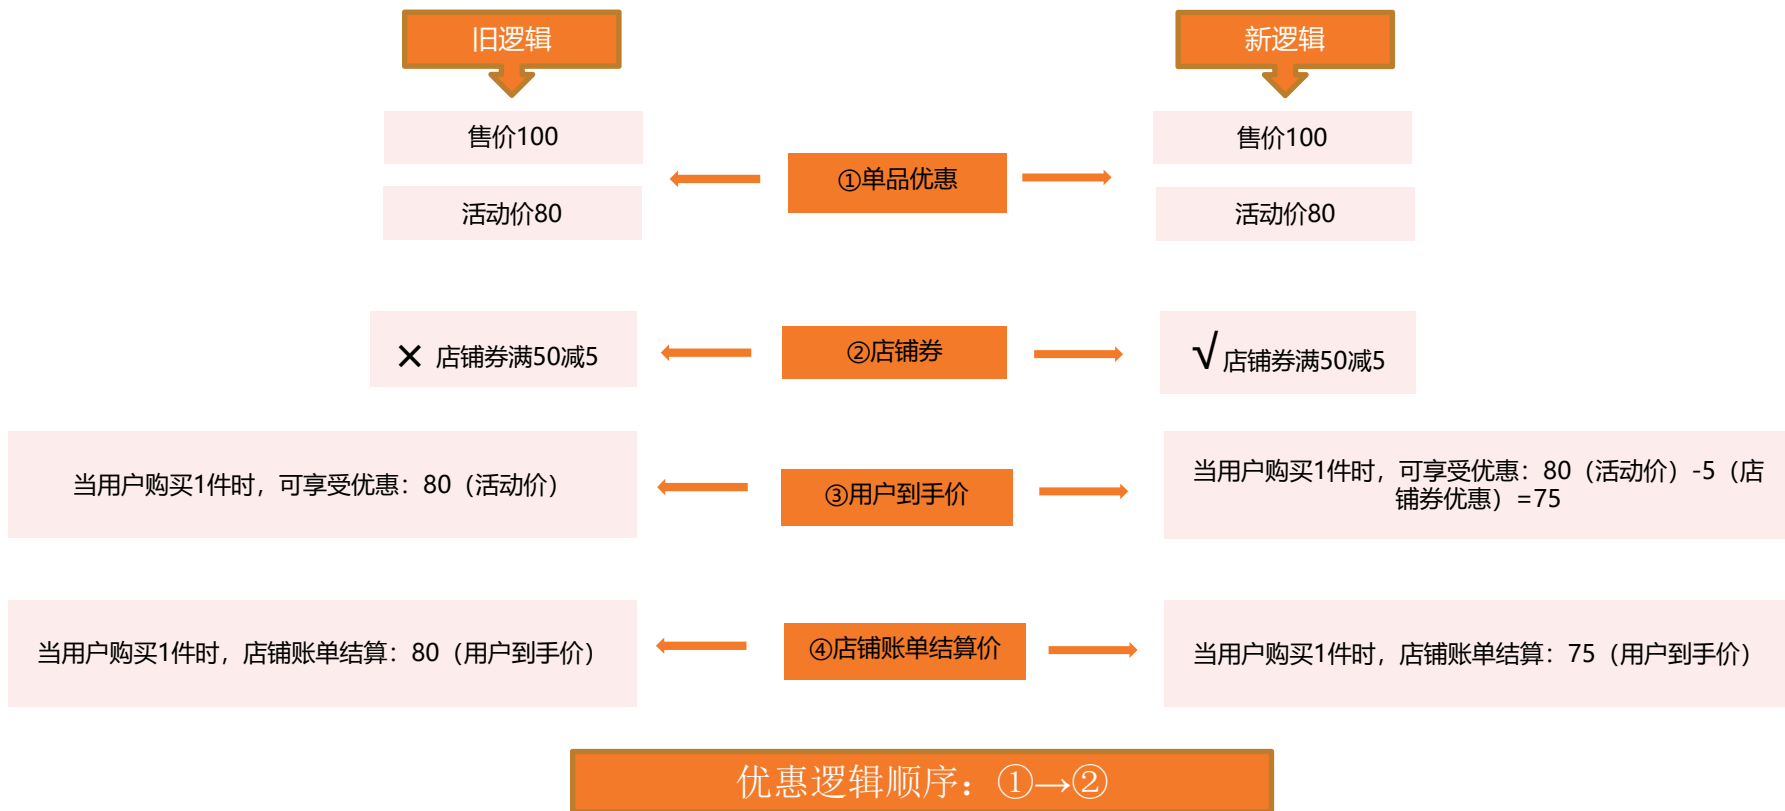 旧逻辑
新逻辑
售价100
售价100
①单品优惠
活动价80
活动价80
× 店铺券满50减5
②店铺券
√店铺券满50减5
当用户购买1件时，可享受优惠：80（活动价）
③用户到手价
当用户购买1件时，可享受优惠：80（活动价）-5（店
铺券优惠）=75
当用户购买1件时，店铺账单结算：80（用户到手价）
④店铺账单结算价
当用户购买1件时，店铺账单结算：75（用户到手价）
优惠逻辑顺序：①→②